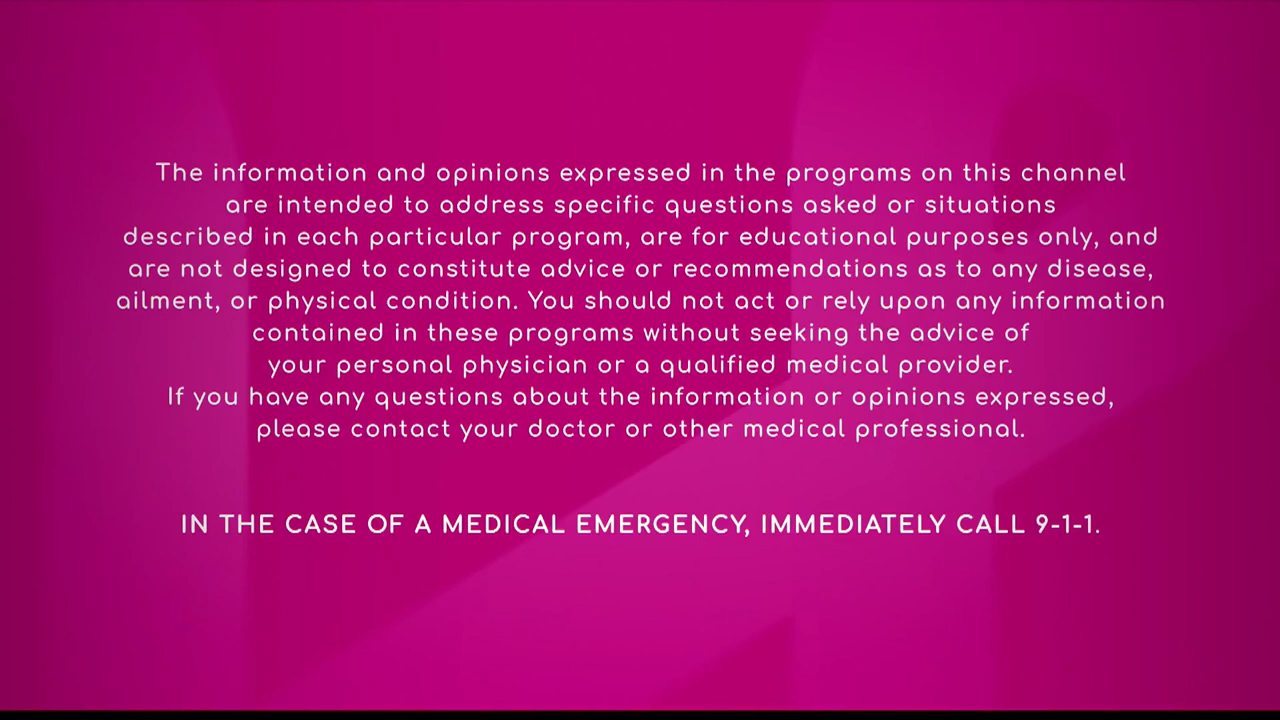 The information and opinions expressed in the programs on this channel
are intended to address specific questions asked or situations
described in each particular program, are for educational purposes only, and
are not designed to constitute advice or recommendations as to any disease,
ailment, or physical condition. You should not act or rely upon any information
contained in these programs without seeking the advice of
your personal physician or a qualified medical provider.
If you have any questions about the information or opinions expressed,
please contact your doctor or other medical professional.
IN THE CASE OF A MEDICAL EMERGENCY, IMMEDIATELY CALL 9-1-1.